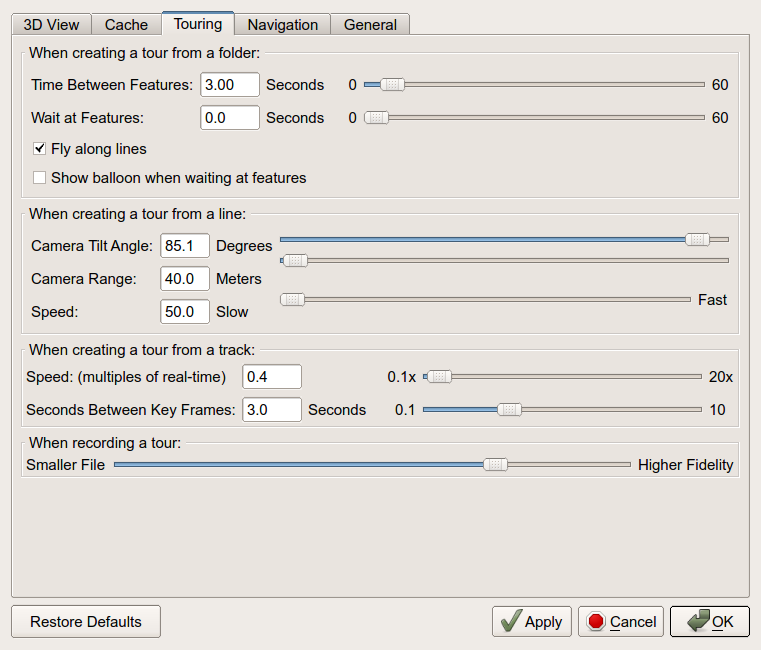 3D View Cache Touring Navigation General
When creating a tour from a folder:
Time Between Features: 3.00 Seconds 0 60
Wait at Features: 0.0 Seconds 0 60
Fly along lines
Show balloon when waiting at features
When creating a tour from a line:
Camera Tilt Angle: 85.1 Degrees
Camera Range: 40.0 Meters
Speed: 50.0 Slow Fast
When creating a tour from a track:
Speed: (multiples of real-time) 0.4 0.1x 20x
Seconds Between Key Frames: 3.0 Seconds 0.1 10
When recording a tour:
Smaller File Higher Fidelity
Restore Defaults Apply Cancel OK